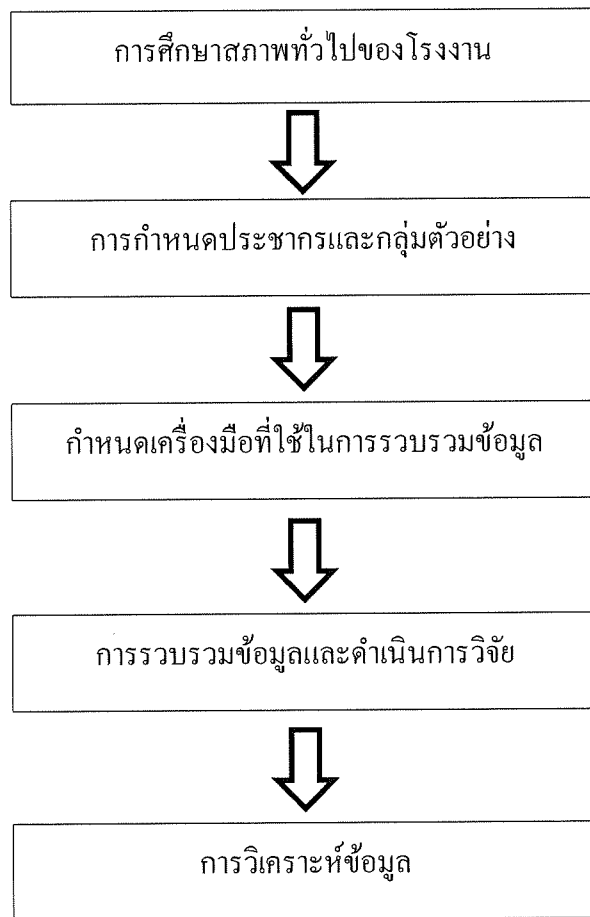 การศึกษาสภาพทั่วไปของโรงงาน
การกำหนดประชากรและกลุ่มตัวอย่าง
กำหนดเครื่องมือที่ใช้ในการรวบรวมข้อมูล
การรวบรวมข้อมูลและดำเนินการวิจัย
การวิเคราะห์ข้อมูล